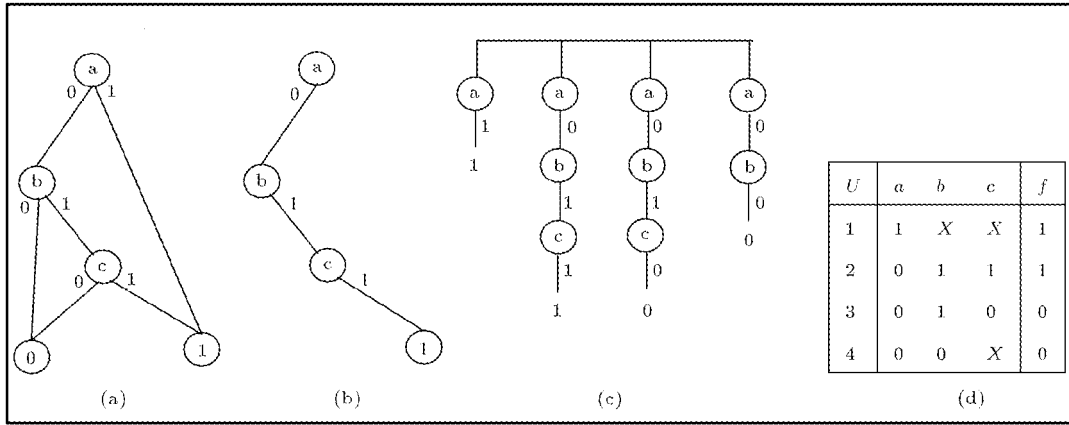 a
0 1
b
0 1
c
0 1
0 1
(a)
a
0
b
1
c
1
1
(b)
a a a a
1 0 0 0
1 b b b
1 1 0
c c 0
1 0
1 0
(c)
U a b c f
1 1 X X 1
2 0 1 1 1
3 0 1 0 0
4 0 0 X 0
(d)